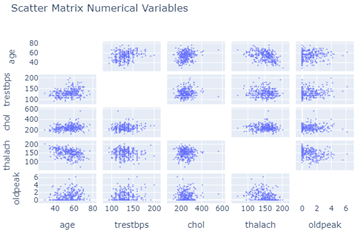 Scatter Matrix Numerical Variables
80
60
40
age
200
150
100
trestbps
600
400
200
chol
200
150
100
thalach
6
4
2
0
oldpeak
40 60 80
100 150 200
200 400 600
100 150 200
0 2 4 6
age
trestbps
chol
thalach
oldpeak